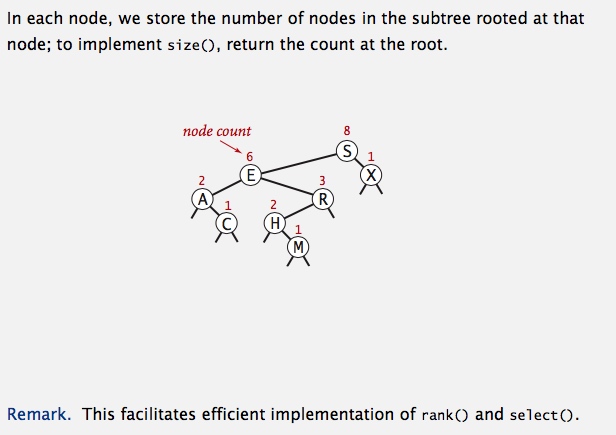 In each node, we store the number of nodes in the subtree rooted at that
node; to implement size(), return the count at the root.
node count
8
S
6
E
1
X
2
A
3
R
1
C
2
H
1
M
Remark. This facilitates efficient implementation of rank() and select().